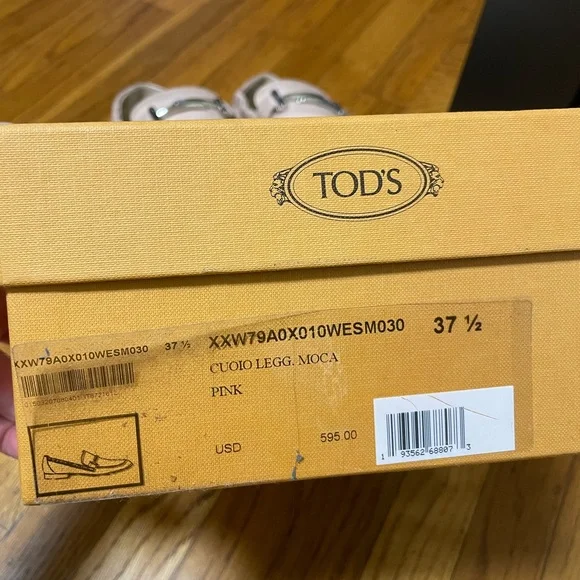 TOD'S
XXW79A0X010WESM030 37 ½
XXW79A0X010WESM030 37 ½
CUOIO LEGG. MOCA
PINK
USD 595.00
1 93562 68807 3